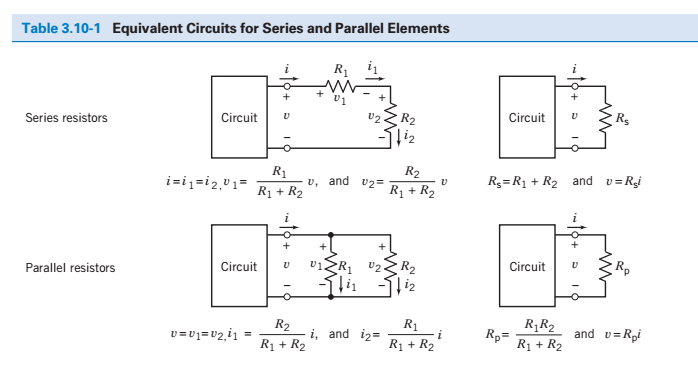 Table 3.10-1 Equivalent Circuits for Series and Parallel Elements
Series resistors
Circuit i + v − R₁ + v₁ − i₁ + v₂ − R₂ i₂
Circuit i + v − Rₛ
i=i₁=i₂, v₁= R₁/(R₁ + R₂) v, and v₂= R₂/(R₁ + R₂) v
Rₛ=R₁ + R₂ and v=Rₛi
Parallel resistors
Circuit i + v − + v₁ − R₁ i₁ + v₂ − R₂ i₂
Circuit i + v − Rₚ
v=v₁=v₂, i₁ = R₂/(R₁ + R₂) i, and i₂= R₁/(R₁ + R₂) i
Rₚ= R₁R₂/(R₁ + R₂) and v=Rₚi